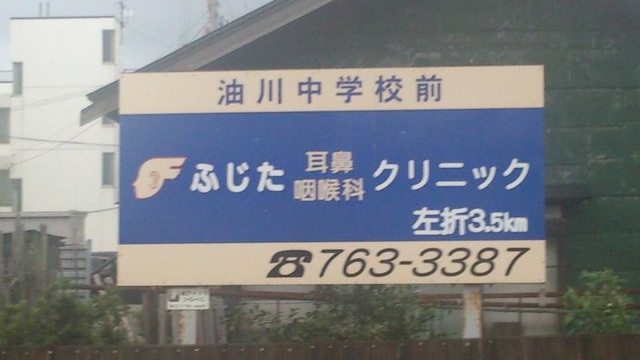 油川中学校前
ふじた耳鼻咽喉科クリニック
左折3.5km
☎763-3387